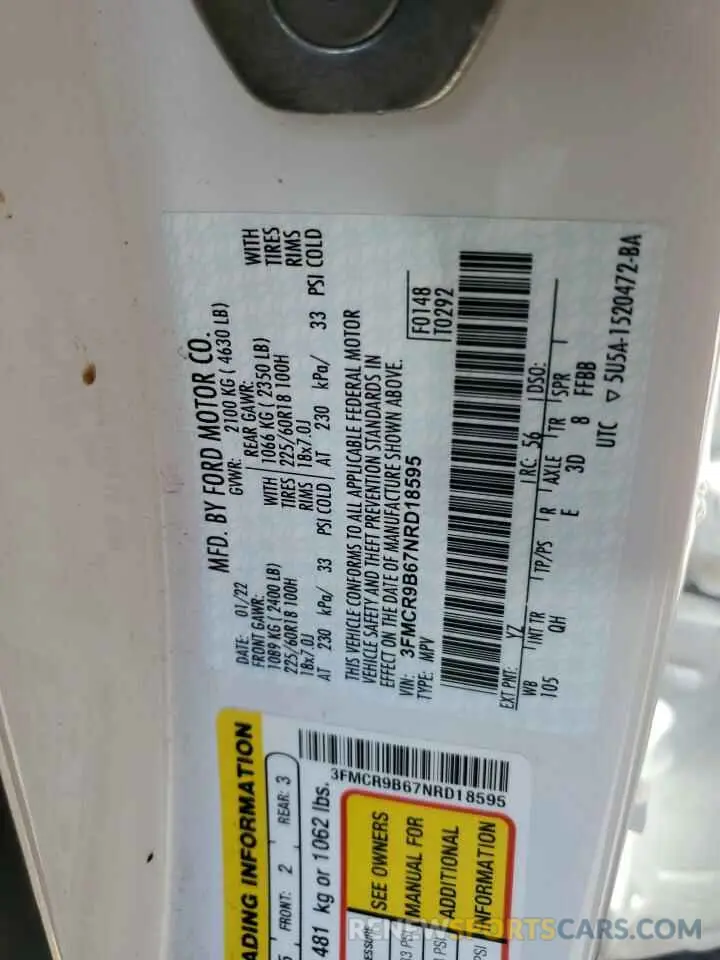 MFD. BY FORD MOTOR CO.
DATE: 01/22 GVWR: 2100 KG ( 4630 LB)
FRONT GAWR: REAR GAWR:
1089 KG ( 2400 LB) WITH 1066 KG ( 2350 LB) WITH
225/60R18 100H TIRES 225/60R18 100H TIRES
18x7.0J RIMS 18x7.0J RIMS
AT 230 kPa/ 33 PSI COLD AT 230 kPa/ 33 PSI COLD
THIS VEHICLE CONFORMS TO ALL APPLICABLE FEDERAL MOTOR
VEHICLE SAFETY AND THEFT PREVENTION STANDARDS IN
EFFECT ON THE DATE OF MANUFACTURE SHOWN ABOVE.
VIN: 3FMCR9B67NRD18595 F0148
TYPE: MPV T0292
EXT PNT: YZ RC: 56 DSO:
WB INT TR TP/PS R AXLE TR SPR
105 QH E 3D 8 FFBB
UTC 5U5A-1520472-BA
ADING INFORMATION
5 FRONT: 2 REAR: 3
481 kg or 1062 lbs.
3FMCR9B67NRD18595
SEE OWNERS
MANUAL FOR
ADDITIONAL
INFORMATION
RENEWSPORTSCARS.COM